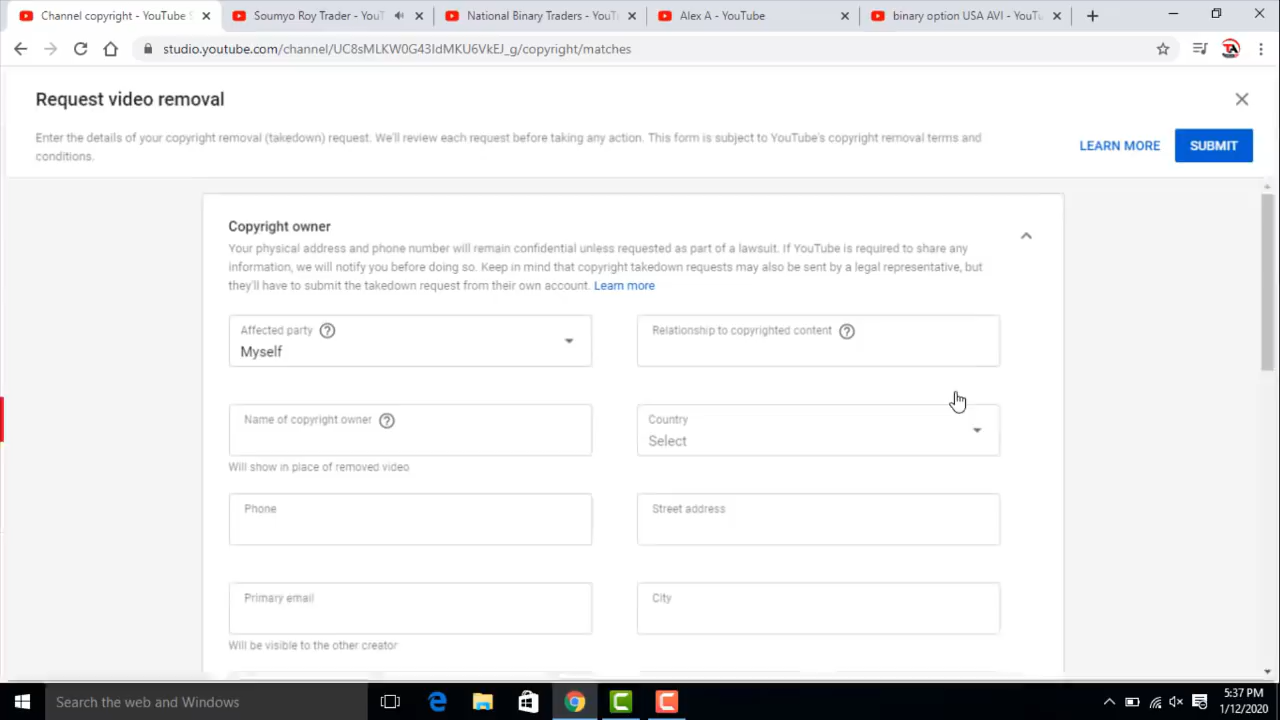 Channel copyright - YouTube S
Soumyo Roy Trader - YouT
National Binary Traders - YouTu
Alex A - YouTube
binary option USA AVI - YouTu
studio.youtube.com/channel/UC8sMLKW0G43IdMKU6VkEJ_g/copyright/matches
Request video removal
Enter the details of your copyright removal (takedown) request. We'll review each request before taking any action. This form is subject to YouTube's copyright removal terms and
conditions.
LEARN MORE
SUBMIT
Copyright owner
Your physical address and phone number will remain confidential unless requested as part of a lawsuit. If YouTube is required to share any
information, we will notify you before doing so. Keep in mind that copyright takedown requests may also be sent by a legal representative, but
they'll have to submit the takedown request from their own account. Learn more
Affected party
Myself
Relationship to copyrighted content
Name of copyright owner
Will show in place of removed video
Country
Select
Phone
Street address
Primary email
Will be visible to the other creator
City
Search the web and Windows
5:37 PM
1/12/2020